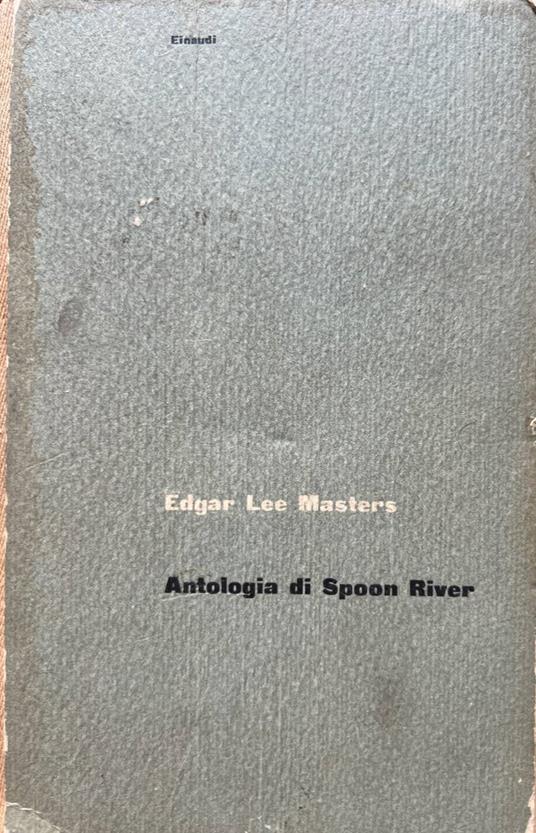 Einaudi
Edgar Lee Masters
Antologia di Spoon River